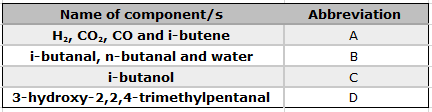 Name of component/s Abbreviation
H₂, CO₂, CO and i-butene A
i-butanal, n-butanal and water B
i-butanol C
3-hydroxy-2,2,4-trimethylpentanal D